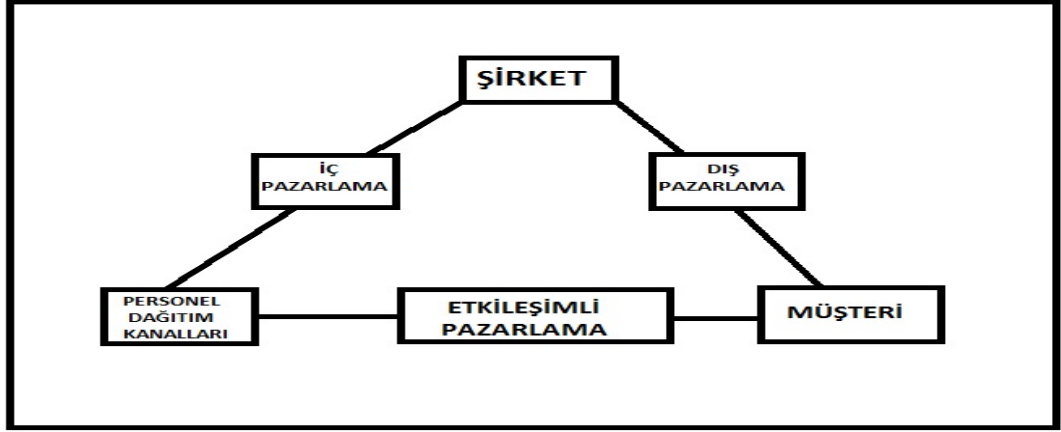 ŞİRKET
İÇ
PAZARLAMA
DIŞ
PAZARLAMA
PERSONEL
DAĞITIM
KANALLARI
ETKİLEŞİMLİ
PAZARLAMA
MÜŞTERİ